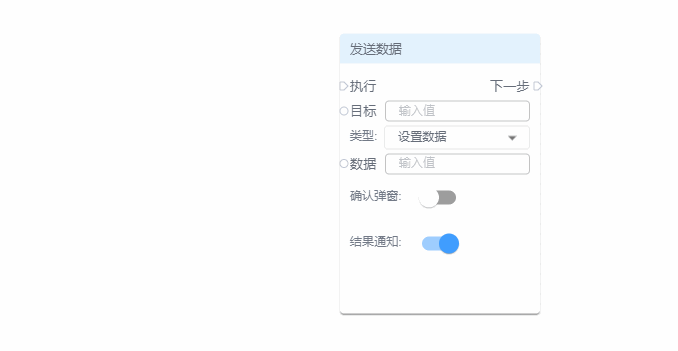 发送数据
执行 下一步
目标 输入值
类型: 设置数据
数据 输入值
确认弹窗:
结果通知: